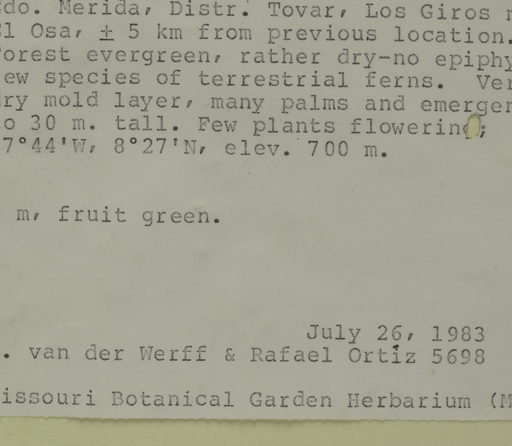 do. Merida, Distr. Tovar, Los Giros
l Osa, ± 5 km from previous location.
orest evergreen, rather dry-no epiphy
ew species of terrestrial ferns. Ver
ry mold layer, many palms and emergen
o 30 m. tall. Few plants flowering;
7°44'W, 8°27'N, elev. 700 m.
m, fruit green.
July 26, 1983
. van der Werff & Rafael Ortiz 5698
issouri Botanical Garden Herbarium (M